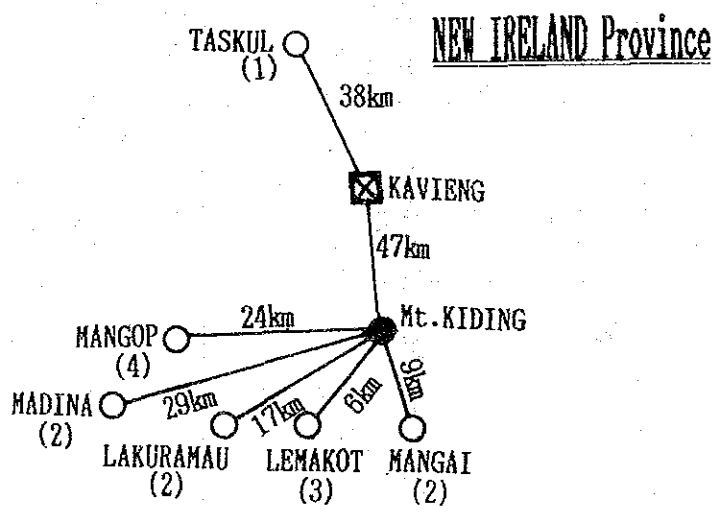 NEW IRELAND Province
TASKUL
(1)
38km
KAVIENG
47km
Mt.KIDING
24km
MANGOP
(4)
29km
MADINA
(2)
17km
LAKURAMAU
(2)
6km
LEMAKOT
(3)
9km
MANGAI
(2)